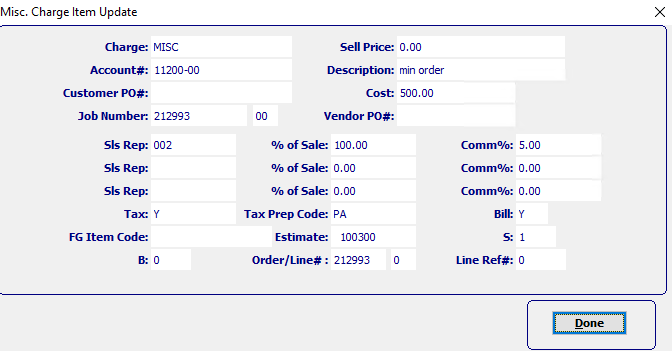 Misc. Charge Item Update
Charge: MISC Sell Price: 0.00
Account#: 11200-00 Description: min order
Customer PO#: Cost: 500.00
Job Number: 212993 00 Vendor PO#:
Sls Rep: 002 % of Sale: 100.00 Comm%: 5.00
Sls Rep: % of Sale: 0.00 Comm%: 0.00
Sls Rep: % of Sale: 0.00 Comm%: 0.00
Tax: Y Tax Prep Code: PA Bill: Y
FG Item Code: Estimate: 100300 S: 1
B: 0 Order/Line# : 212993 0 Line Ref#: 0
Done